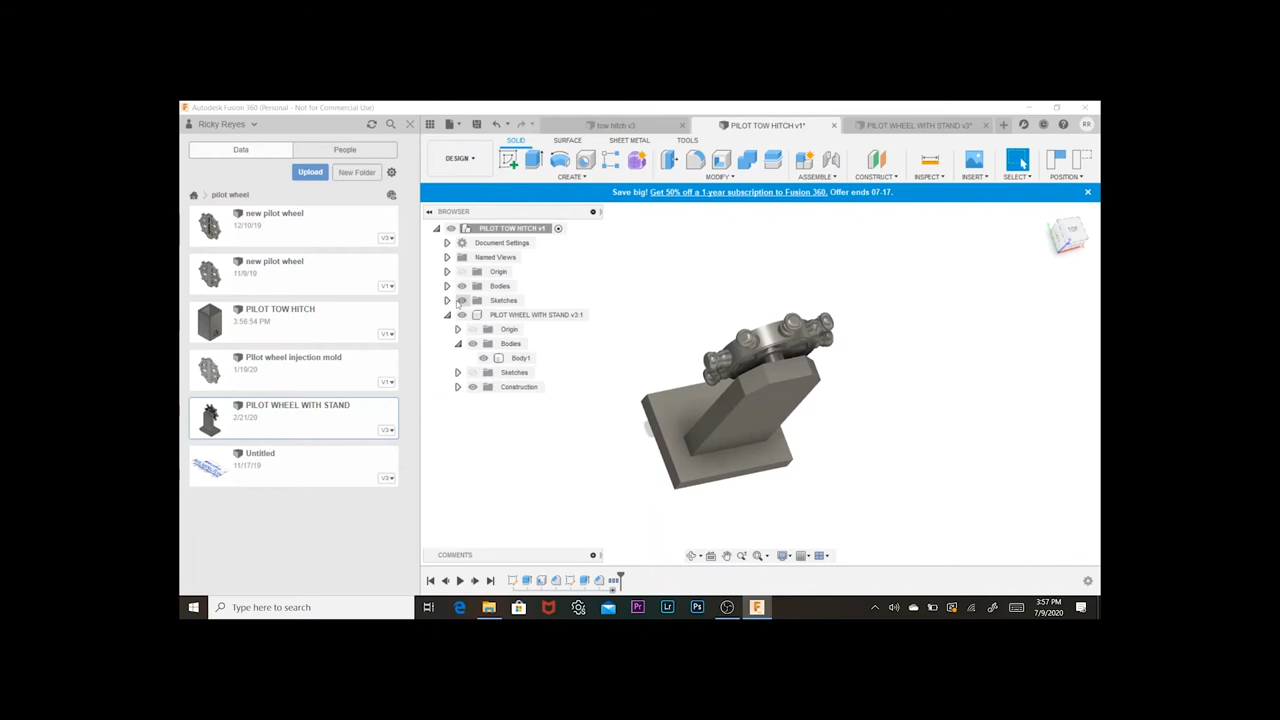 Autodesk Fusion 360 (Personal - Not for Commercial Use)
Ricky Reyes
tow hitch v3
PILOT TOW HITCH v1*
PILOT WHEEL WITH STAND v3*
RR
Data
People
SOLID
SURFACE
SHEET METAL
TOOLS
DESIGN
Upload
New Folder
CREATE
MODIFY
ASSEMBLE
CONSTRUCT
INSPECT
INSERT
SELECT
POSITION
pilot wheel
Save big! Get 50% off a 1-year subscription to Fusion 360. Offer ends 07-17.
new pilot wheel
12/10/19
V3
new pilot wheel
11/9/19
V1
PILOT TOW HITCH
3:56:54 PM
V1
Pilot wheel injection mold
1/19/20
V1
PILOT WHEEL WITH STAND
2/21/20
V3
Untitled
11/17/19
V3
BROWSER
PILOT TOW HITCH v1
Document Settings
Named Views
Origin
Bodies
Sketches
PILOT WHEEL WITH STAND v3:1
Origin
Bodies
Body1
Sketches
Construction
COMMENTS
Type here to search
Pr
Lr
Ps
F
3:57 PM
7/9/2020